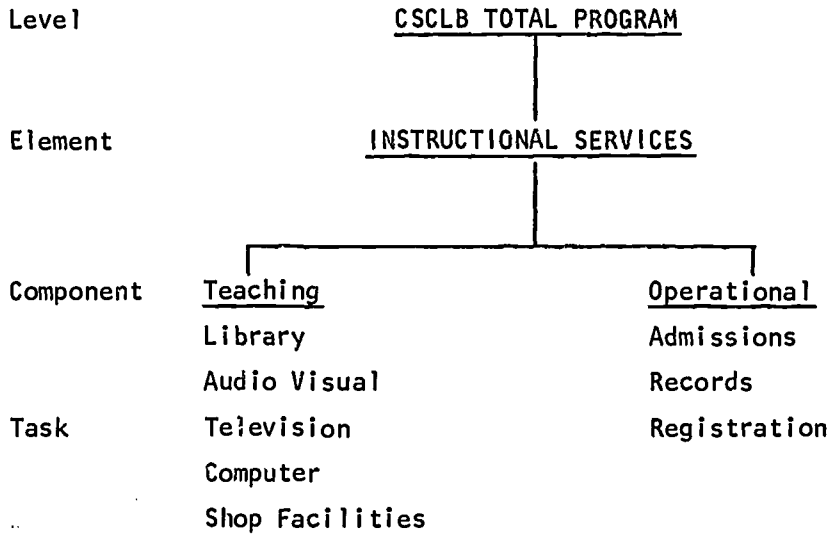 Level CSCLB TOTAL PROGRAM
Element INSTRUCTIONAL SERVICES
Component Teaching Operational
Library Admissions
Audio Visual Records
Task Television Registration
Computer
Shop Facilities